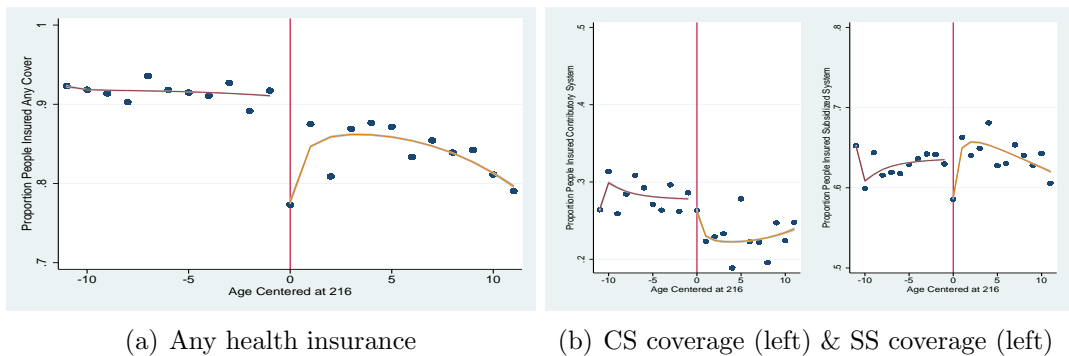 Proportion People Insured Any Cover
1
.9
.8
.7
-10 -5 0 5 10
Age Centered at 216
Proportion People Insured Contributory System
.5
.4
.3
.2
-10 -5 0 5 10
Age Centered at 216
Proportion People Insured Subsidized System
.8
.7
.6
.5
-10 -5 0 5 10
Age Centered at 216
(a) Any health insurance
(b) CS coverage (left) & SS coverage (left)